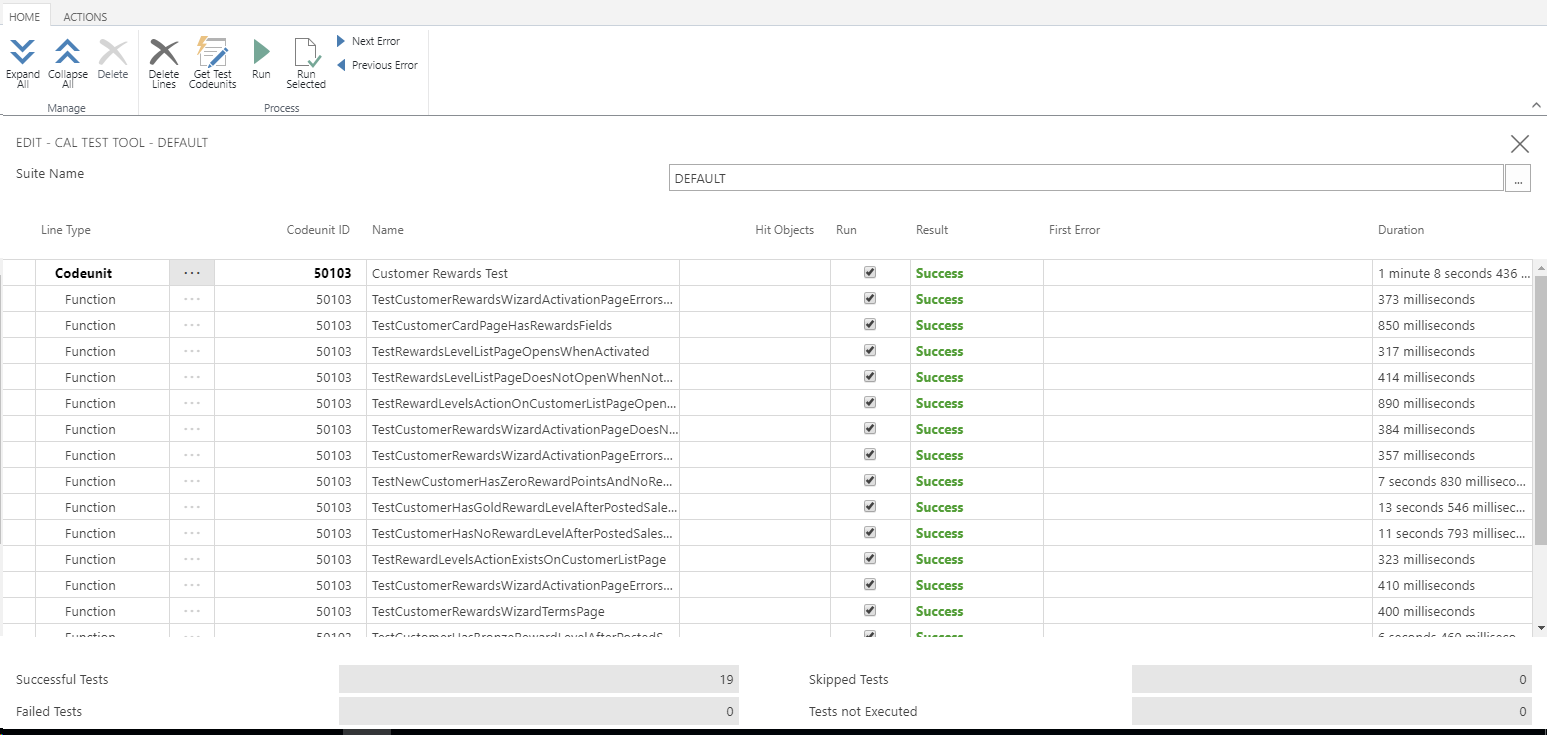 HOME ACTIONS
Expand All Collapse All Delete Delete Lines Get Test Codeunits Run Run Selected Next Error
Previous Error
Manage Process
EDIT - CAL TEST TOOL - DEFAULT
Suite Name DEFAULT ...
Line Type Codeunit ID Name Hit Objects Run Result First Error Duration
Codeunit ... 50103 Customer Rewards Test Success 1 minute 8 seconds 436 ...
Function ... 50103 TestCustomerRewardsWizardActivationPageErrors... Success 373 milliseconds
Function ... 50103 TestCustomerCardPageHasRewardsFields Success 850 milliseconds
Function ... 50103 TestRewardsLevelListPageOpensWhenActivated Success 317 milliseconds
Function ... 50103 TestRewardsLevelListPageDoesNotOpenWhenNot... Success 414 milliseconds
Function ... 50103 TestRewardLevelsActionOnCustomerListPageOpen... Success 890 milliseconds
Function ... 50103 TestCustomerRewardsWizardActivationPageDoesN... Success 384 milliseconds
Function ... 50103 TestCustomerRewardsWizardActivationPageErrors... Success 357 milliseconds
Function ... 50103 TestNewCustomerHasZeroRewardPointsAndNoRe... Success 7 seconds 830 milliseco...
Function ... 50103 TestCustomerHasGoldRewardLevelAfterPostedSale... Success 13 seconds 546 millisec...
Function ... 50103 TestCustomerHasNoRewardLevelAfterPostedSales... Success 11 seconds 793 millisec...
Function ... 50103 TestRewardLevelsActionExistsOnCustomerListPage Success 323 milliseconds
Function ... 50103 TestCustomerRewardsWizardActivationPageErrors... Success 410 milliseconds
Function ... 50103 TestCustomerRewardsWizardTermsPage Success 400 milliseconds
Function ... 50103 TestCustomerHasBronzeRewardLevelAfterPostedS... Success 6 seconds 460 milliseco...
Successful Tests 19 Skipped Tests 0
Failed Tests 0 Tests not Executed 0